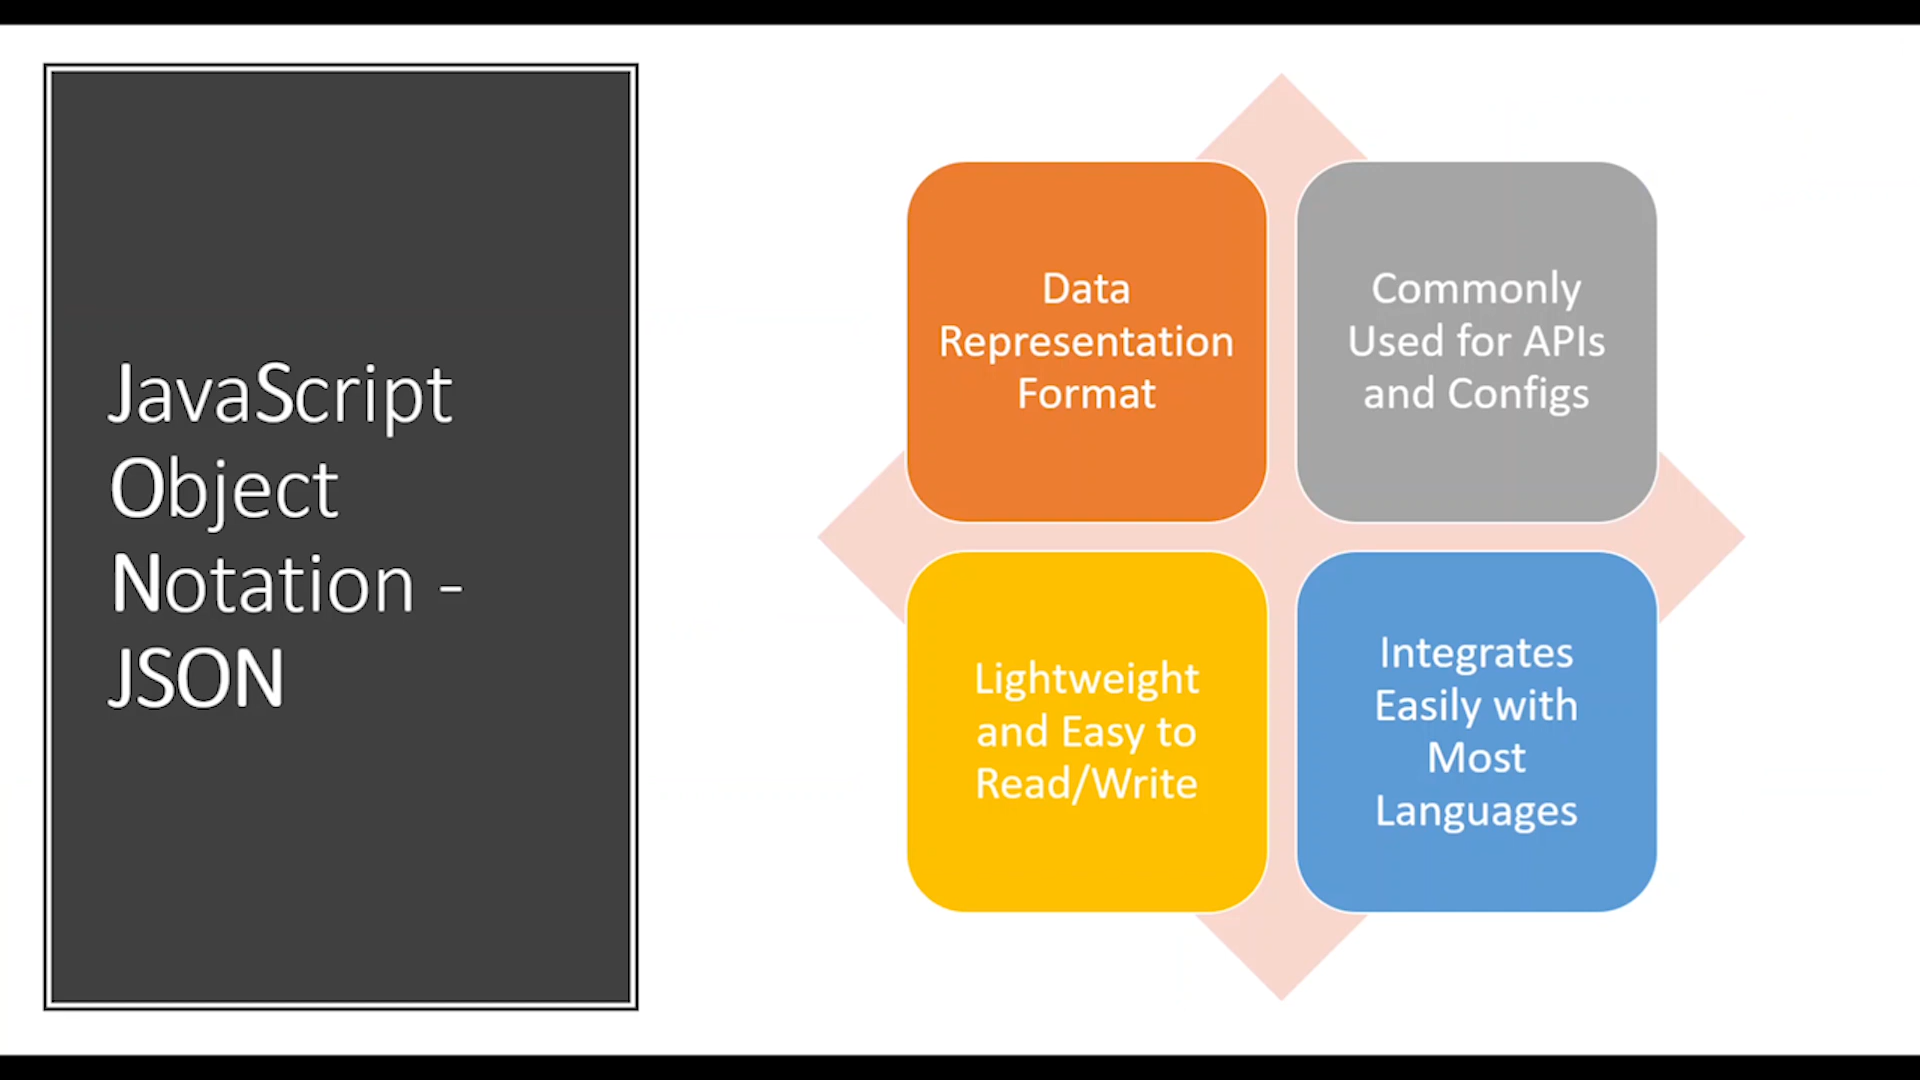 JavaScript
Object
Notation -
JSON
Data
Representation
Format
Commonly
Used for APIs
and Configs
Lightweight
and Easy to
Read/Write
Integrates
Easily with
Most
Languages